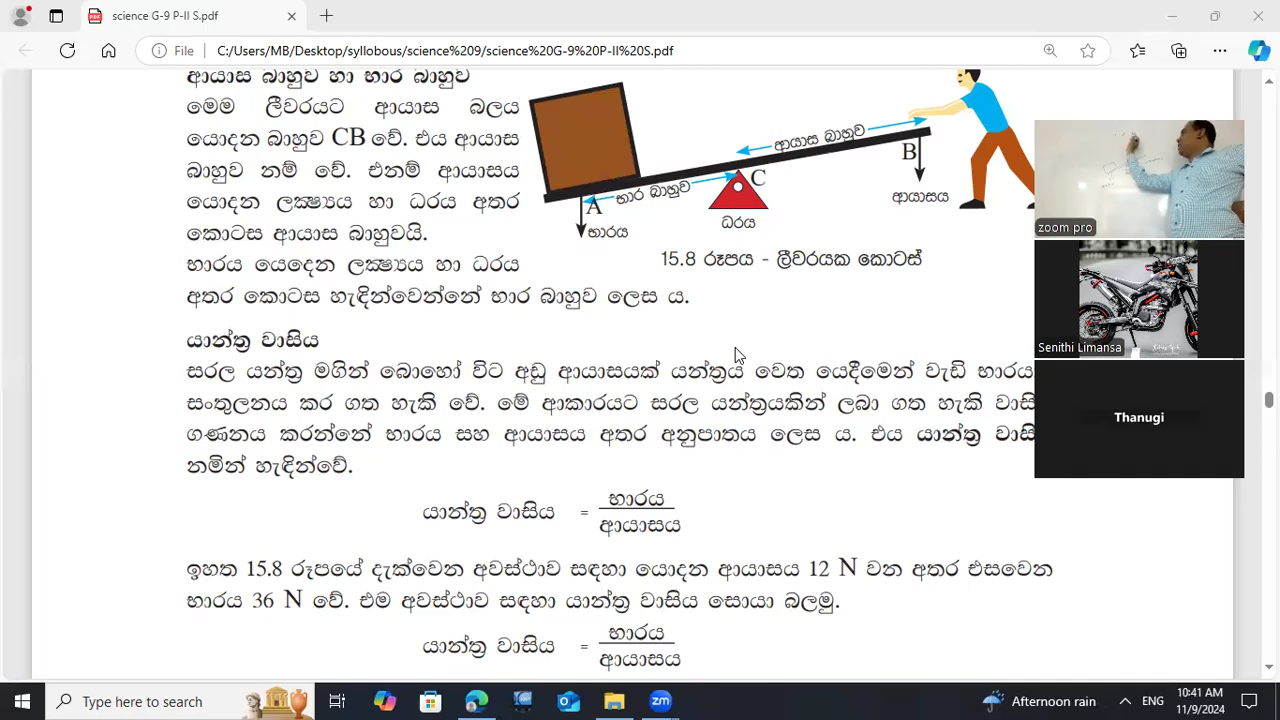 science G-9 P-II S.pdf
File
C:/Users/MB/Desktop/syllobous/science%209/science%20G-9%20P-II%20S.pdf
ආයාස බාහුව හා භාර බාහුව
මෙම ලීවරයට ආයාස බලය
යොදන බාහුව CB වේ. එය ආයාස
බාහුව නම් වේ. එනම් ආයාසය
යොදන ලක්‍ෂ්‍යය හා ධරය අතර
කොටස ආයාස බාහුවයි.
භාරය යෙදෙන ලක්‍ෂ්‍යය හා ධරය
අතර කොටස හැඳින්වෙන්නේ භාර බාහුව ලෙස ය.
ආයාස බාහුව
භාර බාහුව
A
B
C
භාරය
ධරය
ආයාසය
15.8 රූපය - ලීවරයක කොටස්
යාන්ත්‍ර වාසිය
සරල යන්ත්‍ර මගින් බොහෝ විට අඩු ආයාසයක් යන්ත්‍රය වෙත යෙදීමෙන් වැඩි භාරය
සංතුලනය කර ගත හැකි වේ. මේ ආකාරයට සරල යන්ත්‍රයකින් ලබා ගත හැකි වාසි
ගණනය කරන්නේ භාරය සහ ආයාසය අතර අනුපාතය ලෙස ය. එය යාන්ත්‍ර වාසි
නමින් හැඳින්වේ.
යාන්ත්‍ර වාසිය = භාරය
ආයාසය
ඉහත 15.8 රූපයේ දැක්වෙන අවස්ථාව සඳහා යොදන ආයාසය 12 N වන අතර එසවෙන
භාරය 36 N වේ. එම අවස්ථාව සඳහා යාන්ත්‍ර වාසිය සොයා බලමු.
යාන්ත්‍ර වාසිය = භාරය
ආයාසය
zoom pro
Senithi Limansa
Thanugi
Type here to search
Afternoon rain
ENG
10:41 AM
11/9/2024